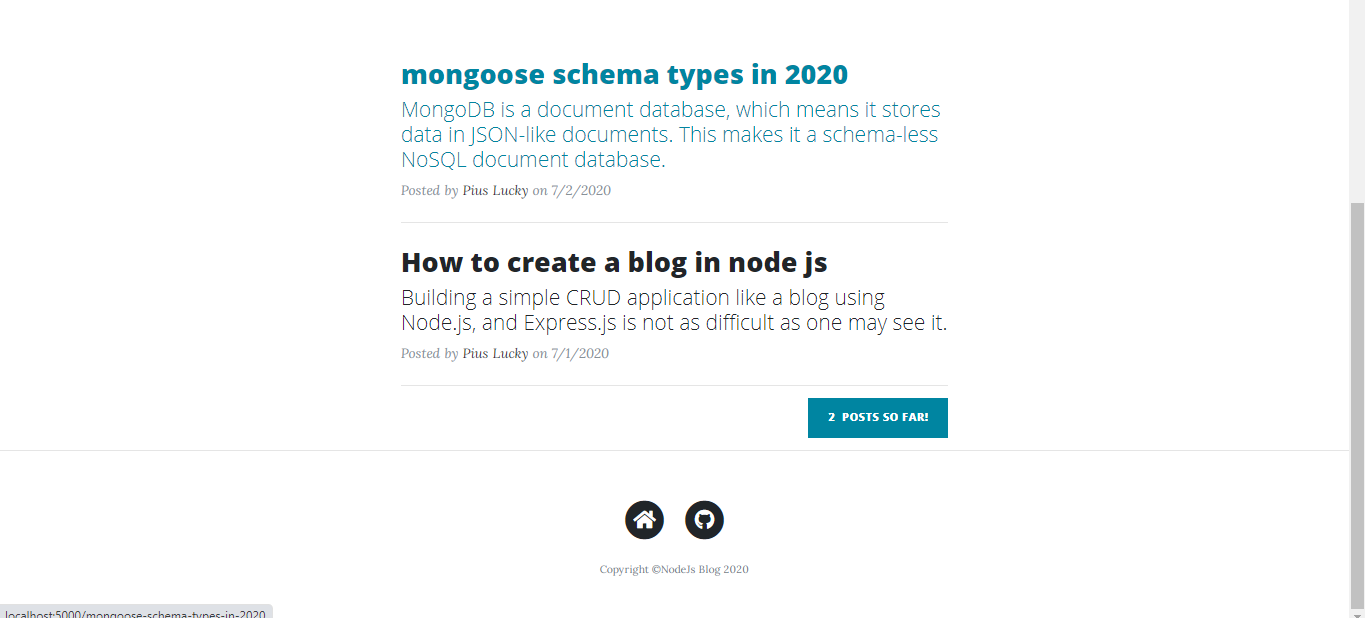 mongoose schema types in 2020
MongoDB is a document database, which means it stores
data in JSON-like documents. This makes it a schema-less
NoSQL document database.
Posted by Pius Lucky on 7/2/2020
How to create a blog in node js
Building a simple CRUD application like a blog using
Node.js, and Express.js is not as difficult as one may see it.
Posted by Pius Lucky on 7/1/2020
2 POSTS SO FAR!
Copyright ©NodeJs Blog 2020
localhost:5000/mongoose-schema-types-in-2020